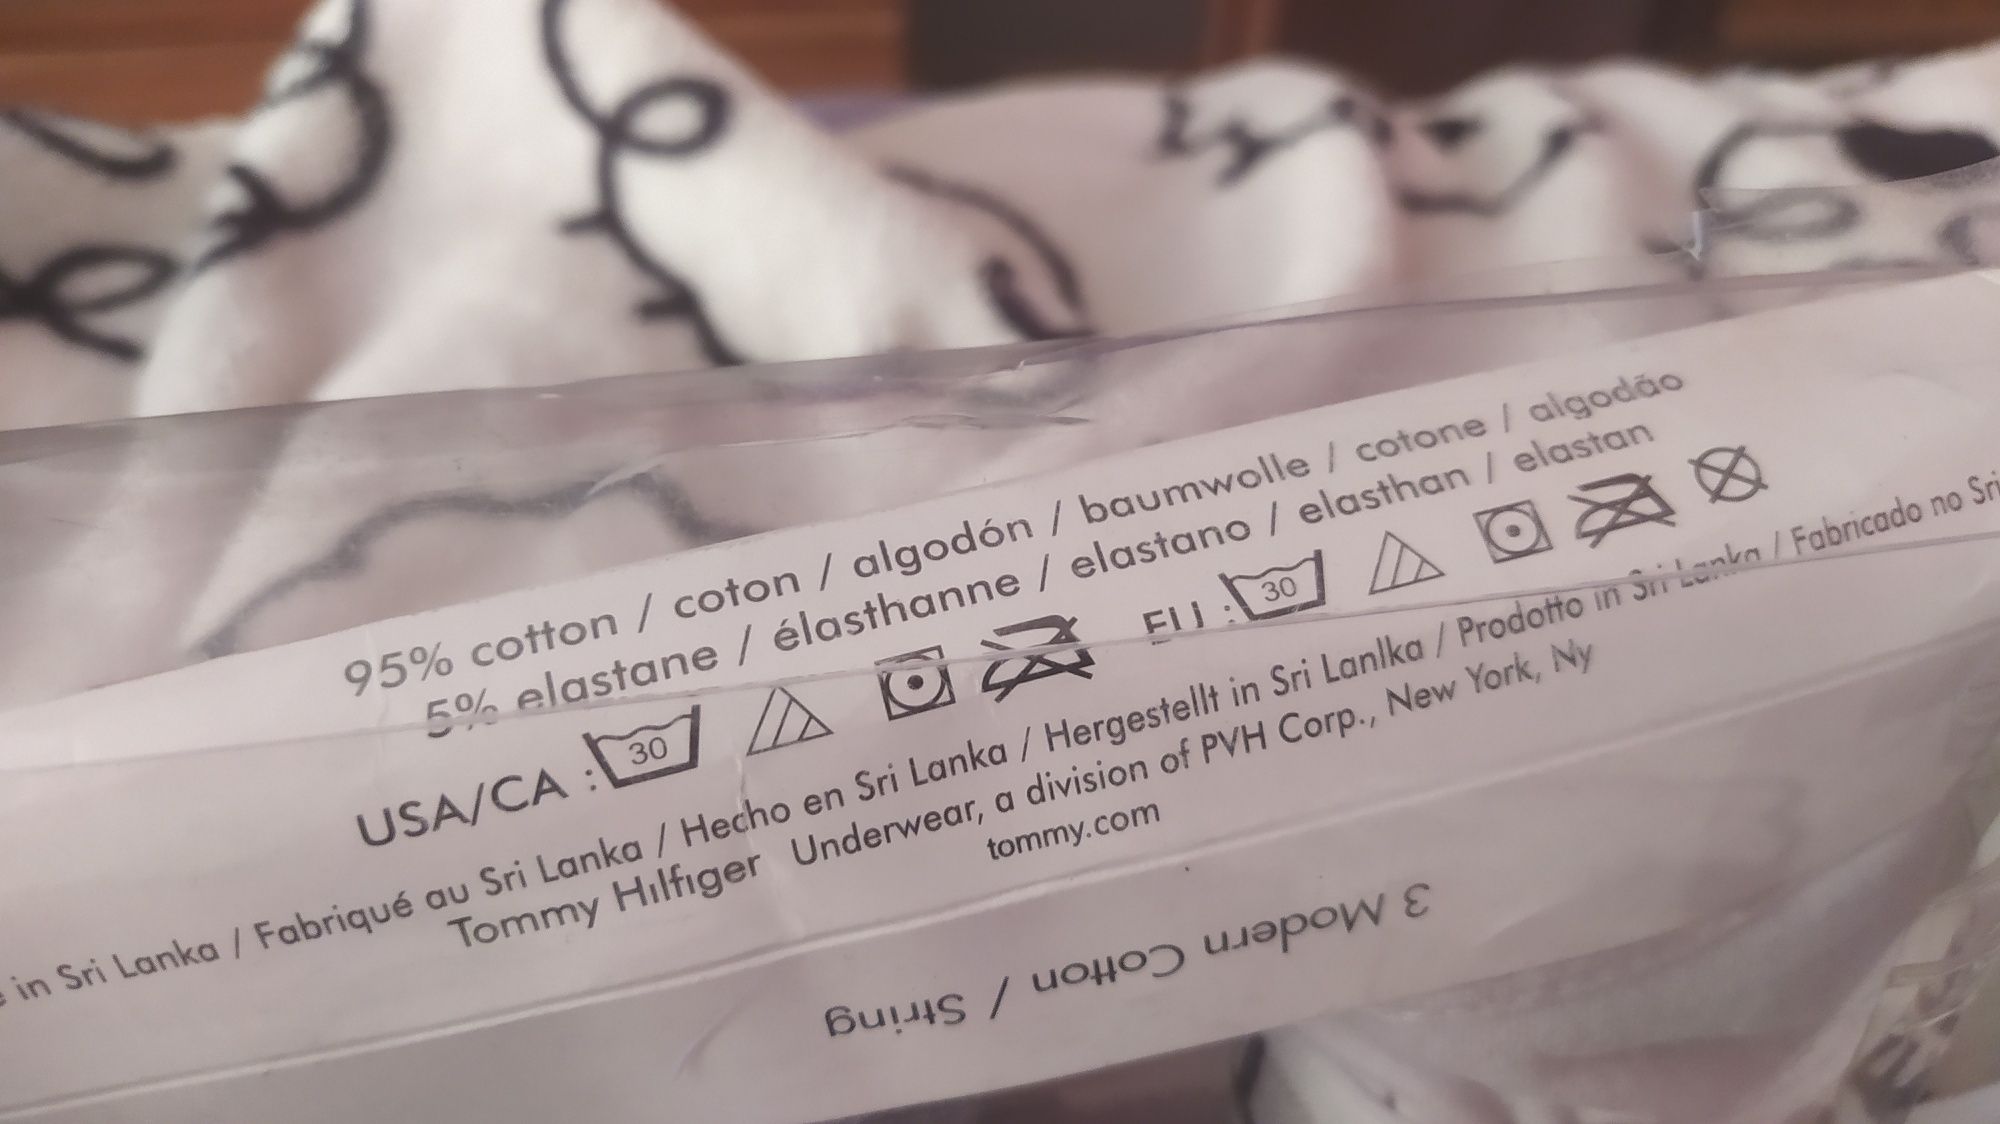 95% cotton / coton / algodón / baumwolle / cotone / algodão
5% elastane / élasthanne / elastano / elasthan / elastan
USA/CA : 30 EU : 30
in Sri Lanka / Fabriqué au Sri Lanka / Hecho en Sri Lanka / Hergestellt in Sri Lanlka / Prodotto in Sri Lanka / Fabricado no Sri
Tommy Hilfiger Underwear, a division of PVH Corp., New York, Ny
tommy.com
3 Modern Cotton / String